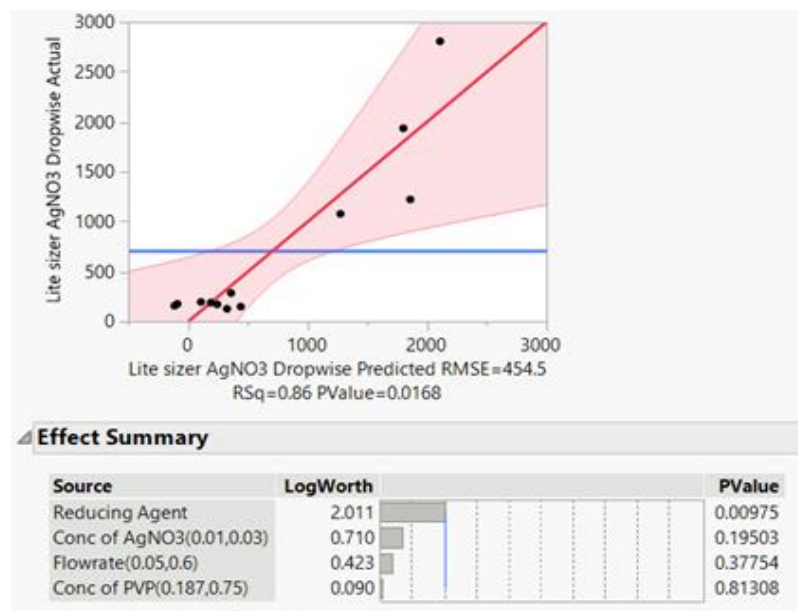 3000
2500
2000
1500
1000
500
0
Lite sizer AgNO3 Dropwise Actual
0 1000 2000 3000
Lite sizer AgNO3 Dropwise Predicted RMSE=454.5
RSq=0.86 PValue=0.0168
Effect Summary
Source LogWorth PValue
Reducing Agent 2.011 0.00975
Conc of AgNO3(0.01,0.03) 0.710 0.19503
Flowrate(0.05,0.6) 0.423 0.37754
Conc of PVP(0.187,0.75) 0.090 0.81308